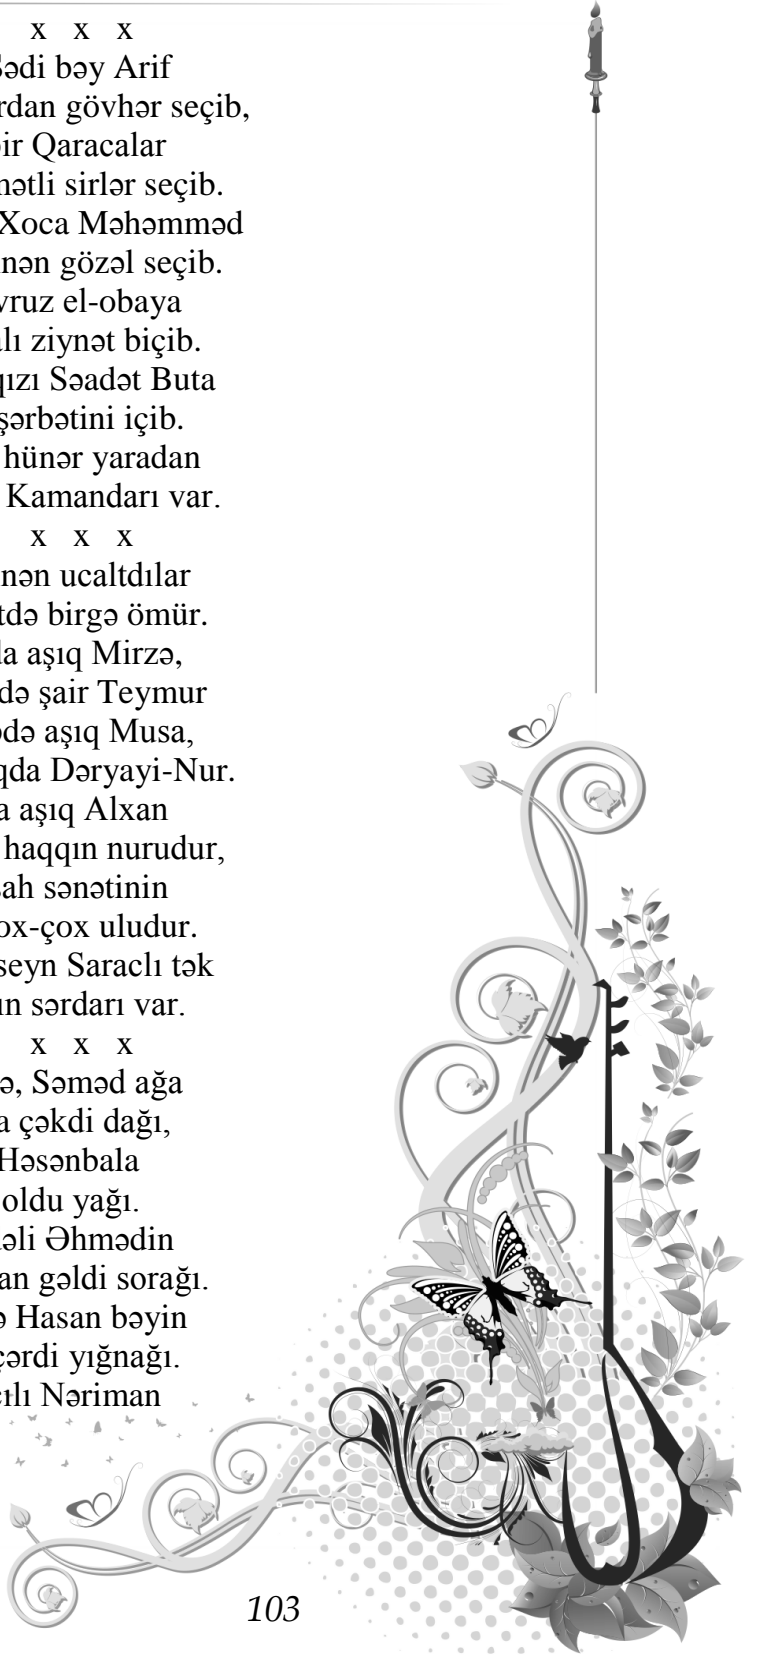 x x x
Sədi bəy Arif
rdan gövhər seçib,
bir Qaracalar
mətli sirlər seçib.
Xoca Məhəmməd
nən gözəl seçib.
vruz el-obaya
alı ziynət biçib.
qızı Səadət Buta
şərbətini içib.
hünər yaradan
Kamandarı var.
x x x
nən ucaltdılar
tdə birgə ömür.
da aşıq Mirzə,
də şair Teymur
də aşıq Musa,
qda Dəryayi-Nur.
a aşıq Alxan
haqqın nurudur,
ah sənətinin
ox-çox uludur.
seyn Saraclı tək
ın sərdarı var.
x x x
ə, Səməd ağa
a çəkdi dağı,
Həsənbala
oldu yağı.
əli Əhmədin
an gəldi sorağı.
ə Hasan bəyin
çərdi yığnağı.
lı Nəriman
103